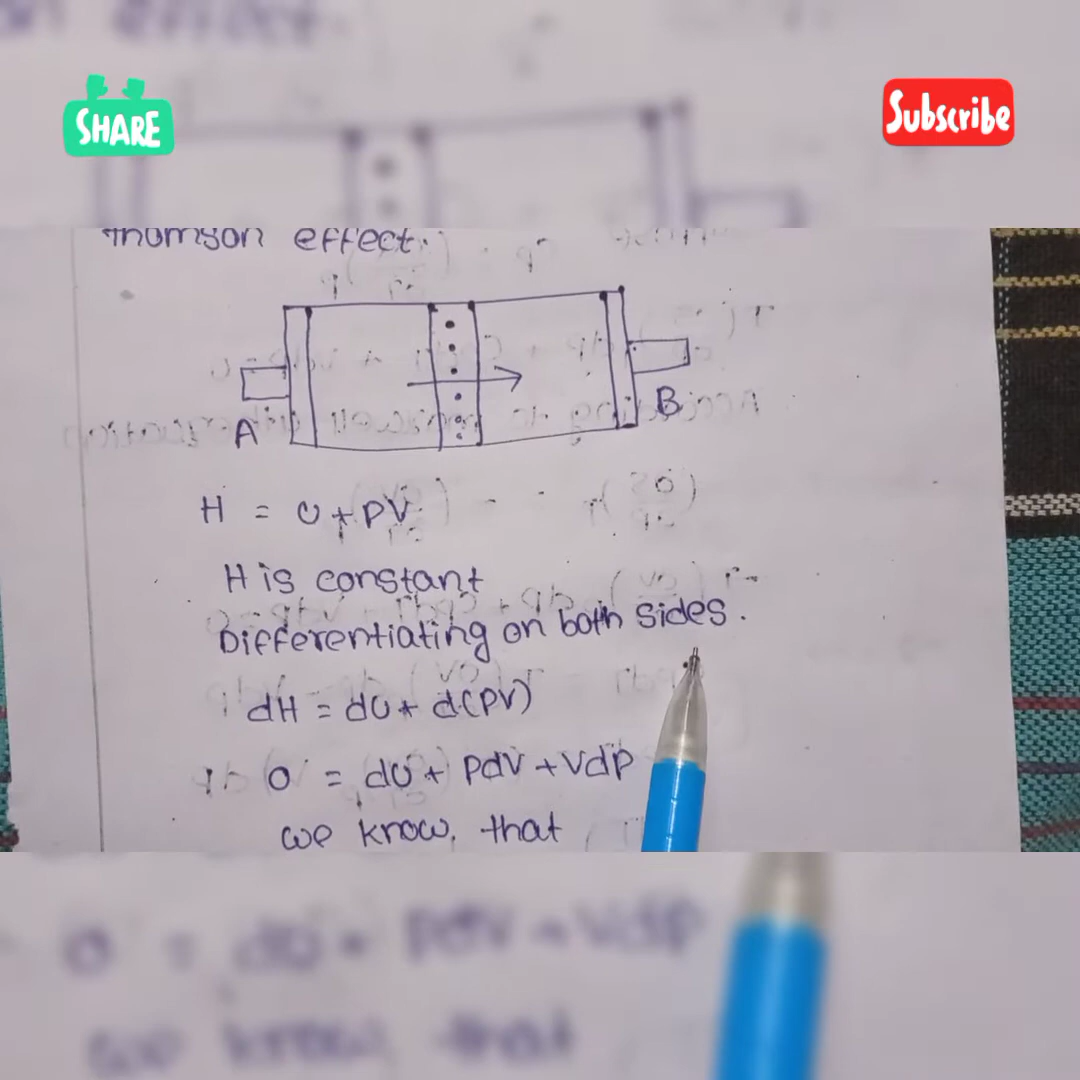 SHARE
Subscribe
Thomson effect.
A
B
H = U + PV
H is constant
Differentiating on both sides.
dH = dU + d(PV)
0 = dU + PdV + VdP
we know, that